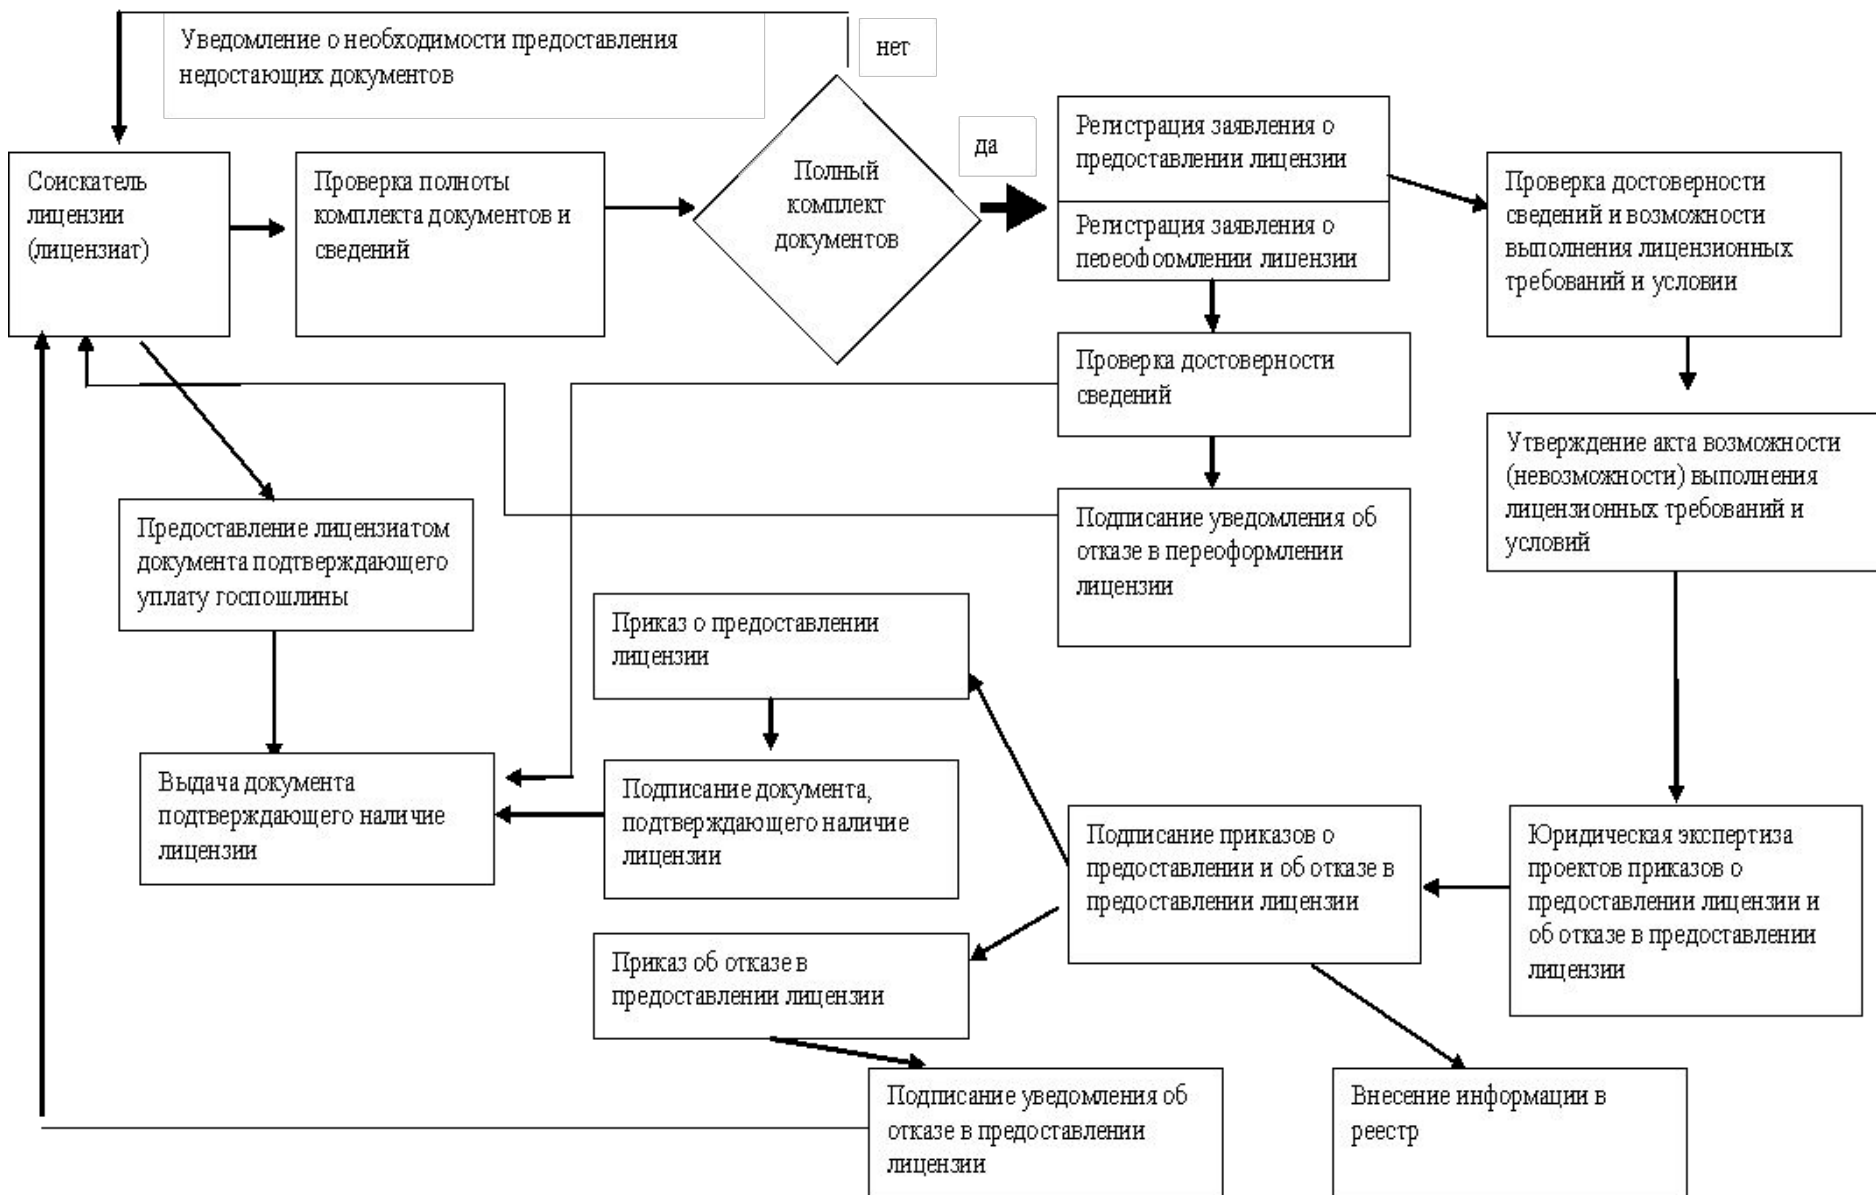 Уведомление о необходимости предоставления
недостающих документов
нет
Соискатель
лицензии
(лицензиат)
Проверка полноты
комплекта документов и
сведений
Полный
комплект
документов
да
Регистрация заявления о
предоставлении лицензии
Регистрация заявления о
переоформлении лицензии
Проверка достоверности
сведений и возможности
выполнения лицензионных
требований и условии
Проверка достоверности
сведений
Утверждение акта возможности
(невозможности) выполнения
лицензионных требований и
условий
Предоставление лицензиатом
документа подтверждающего
уплату госпошлины
Подписание уведомления об
отказе в переоформлении
лицензии
Приказ о предоставлении
лицензии
Выдача документа
подтверждающего наличие
лицензии
Подписание документа,
подтверждающего наличие
лицензии
Подписание приказов о
предоставлении и об отказе в
предоставлении лицензии
Юридическая экспертиза
проектов приказов о
предоставлении лицензии и
об отказе в предоставлении
лицензии
Приказ об отказе в
предоставлении лицензии
Подписание уведомления об
отказе в предоставлении
лицензии
Внесение информации в
реестр